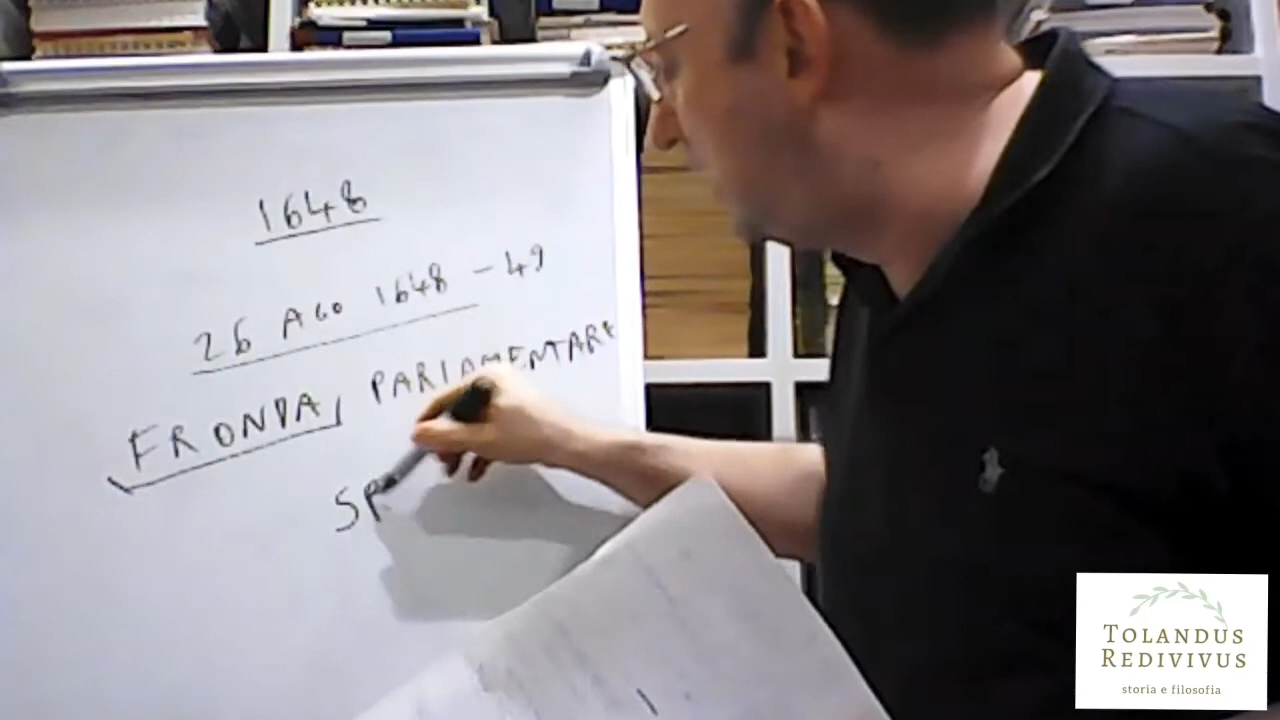 1648
26 AGO 1648 - 49
FRONDA PARLAMENTARE
SP
TOLANDUS
REDIVIVUS
storia e filosofia